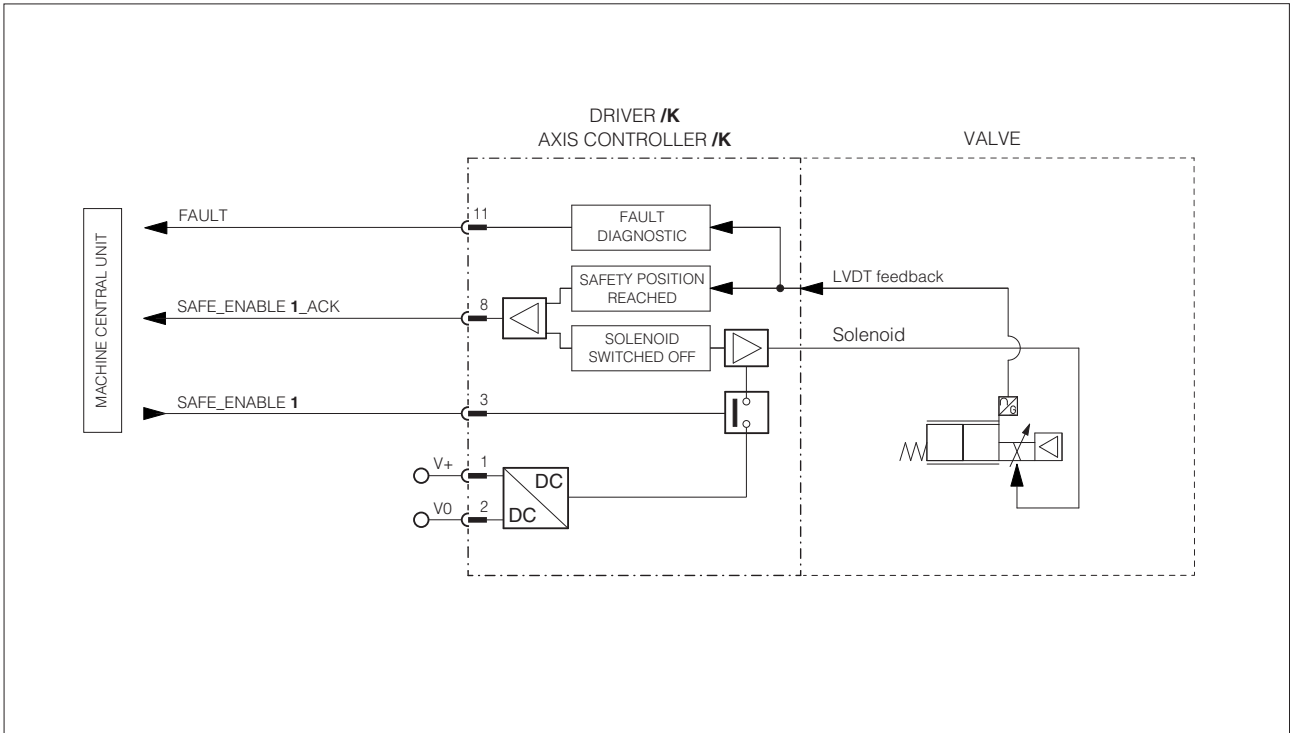 DRIVER /K
AXIS CONTROLLER /K
VALVE
MACHINE CENTRAL UNIT
FAULT
11
FAULT
DIAGNOSTIC
SAFETY POSITION
REACHED
LVDT feedback
SAFE_ENABLE 1_ACK
8
SOLENOID
SWITCHED OFF
Solenoid
SAFE_ENABLE 1
3
G
V+
1
DC
DC
V0
2